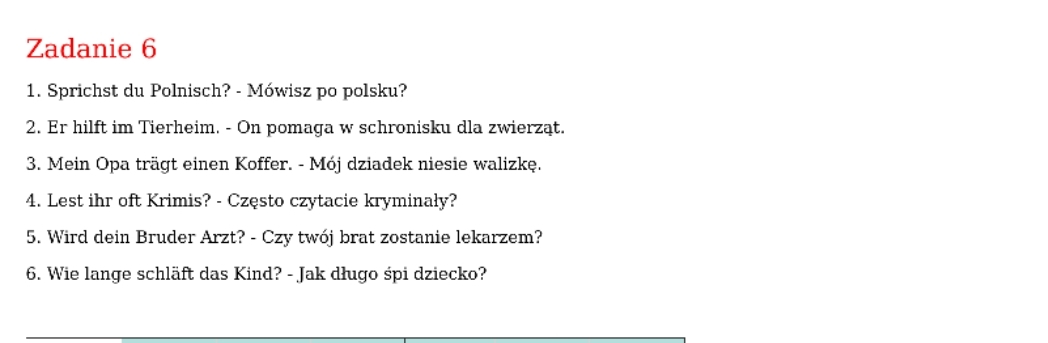 Zadanie 6
1. Sprichst du Polnisch? - Mówisz po polsku?
2. Er hilft im Tierheim. - On pomaga w schronisku dla zwierząt.
3. Mein Opa trägt einen Koffer. - Mój dziadek niesie walizkę.
4. Lest ihr oft Krimis? - Często czytacie kryminały?
5. Wird dein Bruder Arzt? - Czy twój brat zostanie lekarzem?
6. Wie lange schläft das Kind? - Jak długo śpi dziecko?